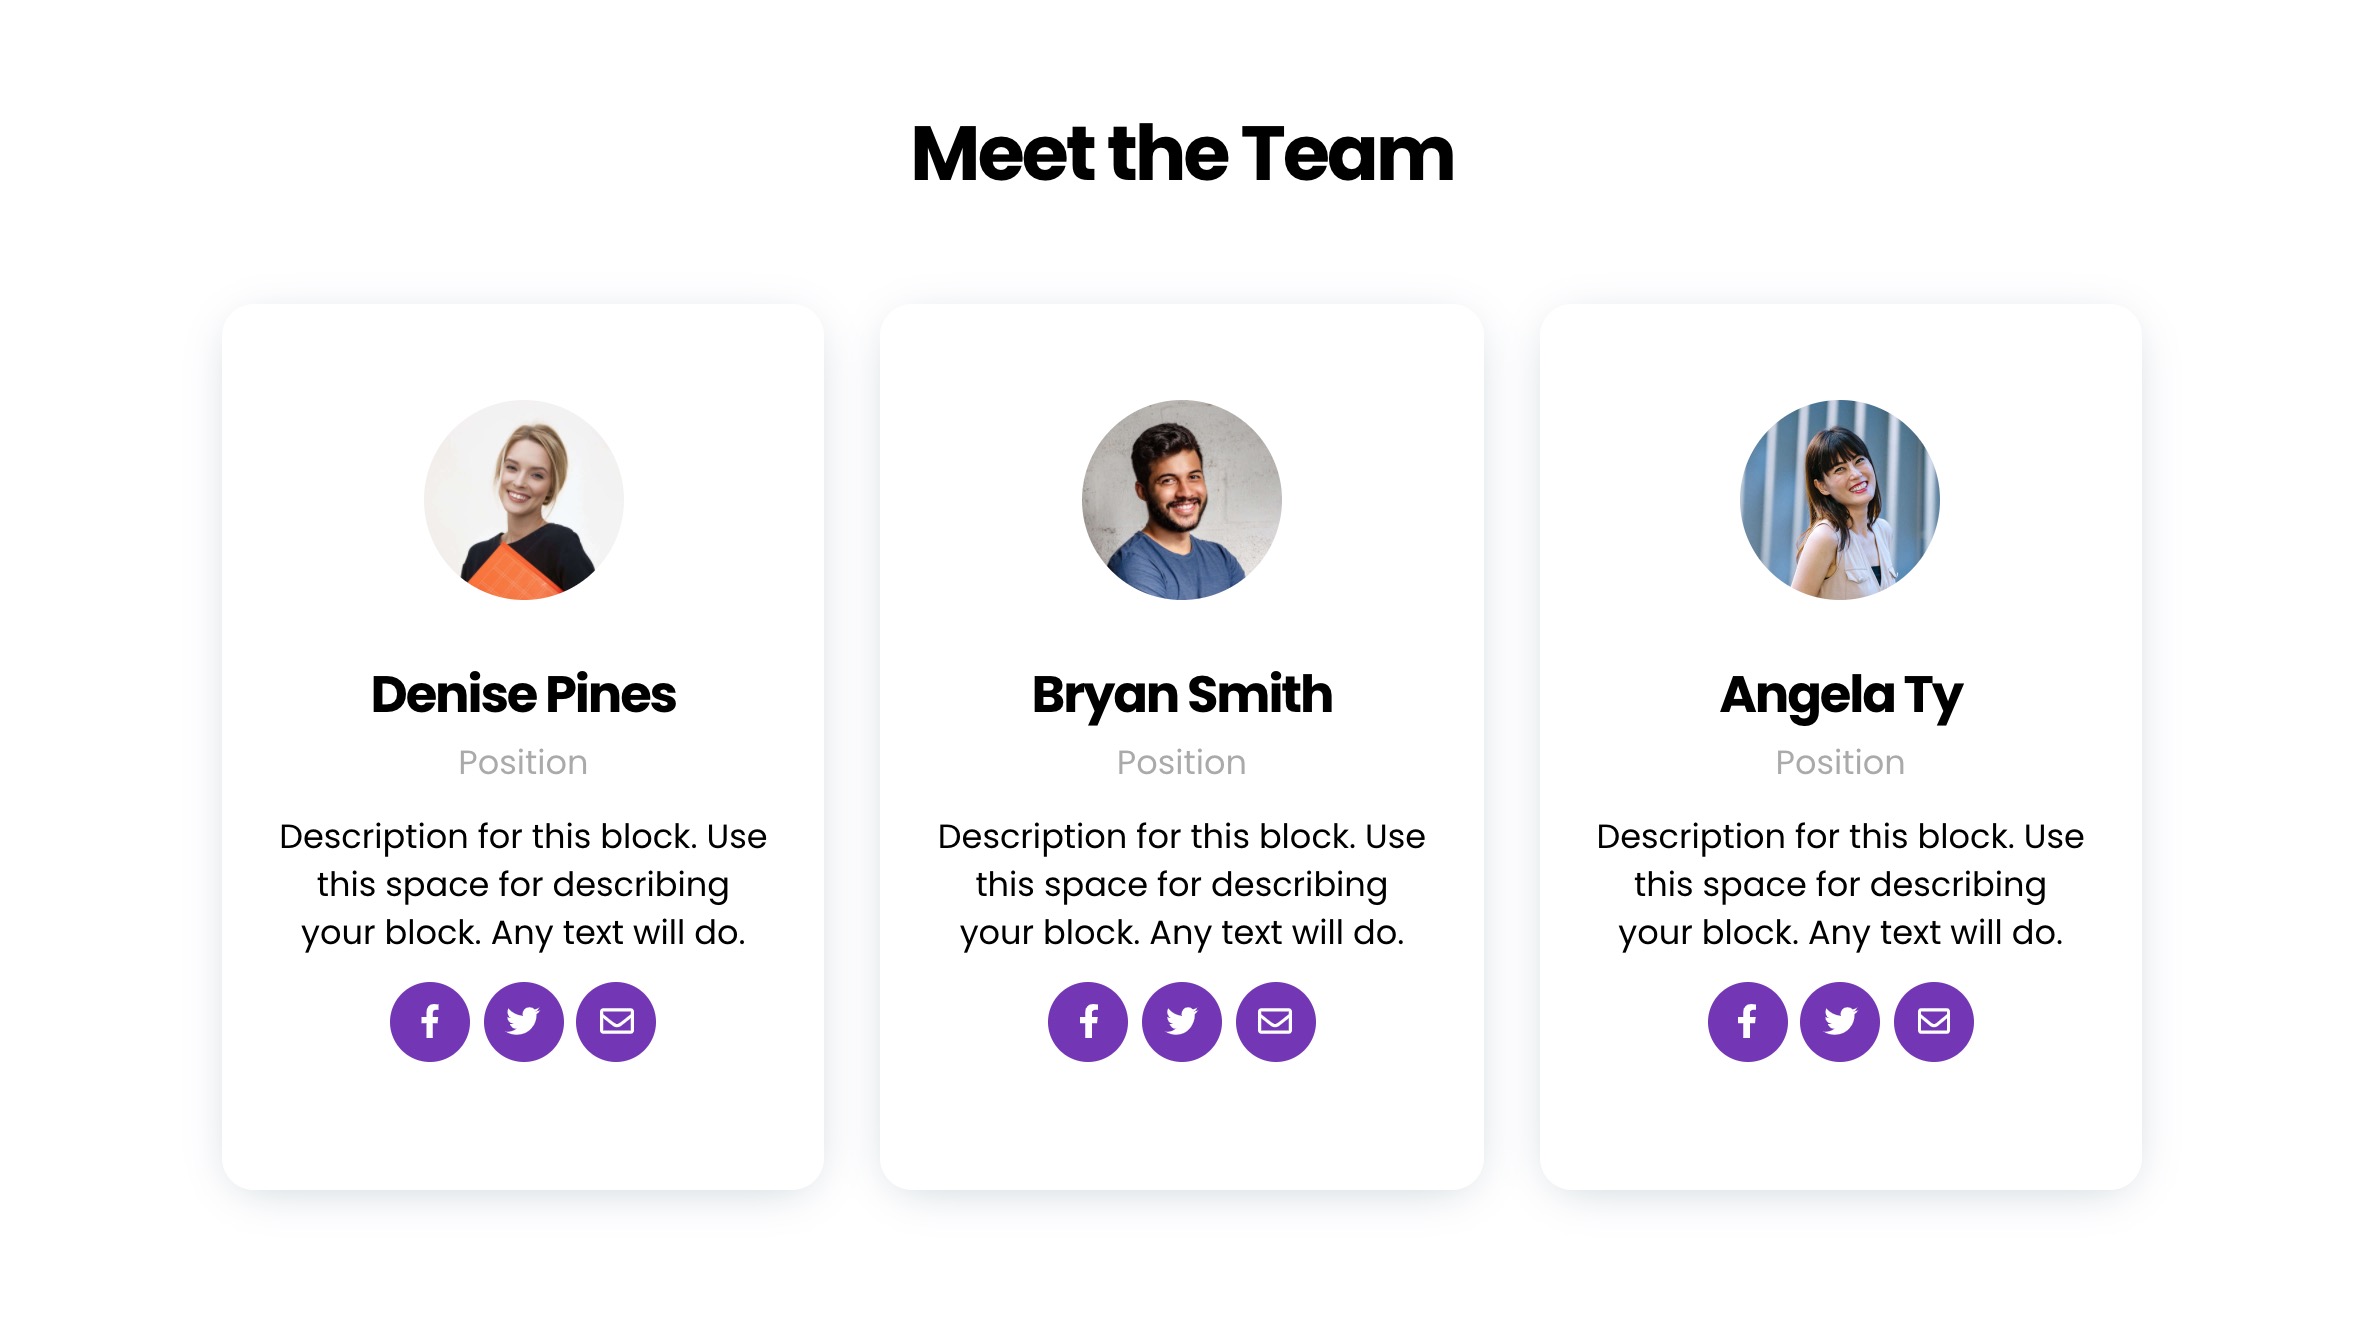 Meet the Team
Denise Pines
Position
Description for this block. Use
this space for describing
your block. Any text will do.
Bryan Smith
Position
Description for this block. Use
this space for describing
your block. Any text will do.
Angela Ty
Position
Description for this block. Use
this space for describing
your block. Any text will do.